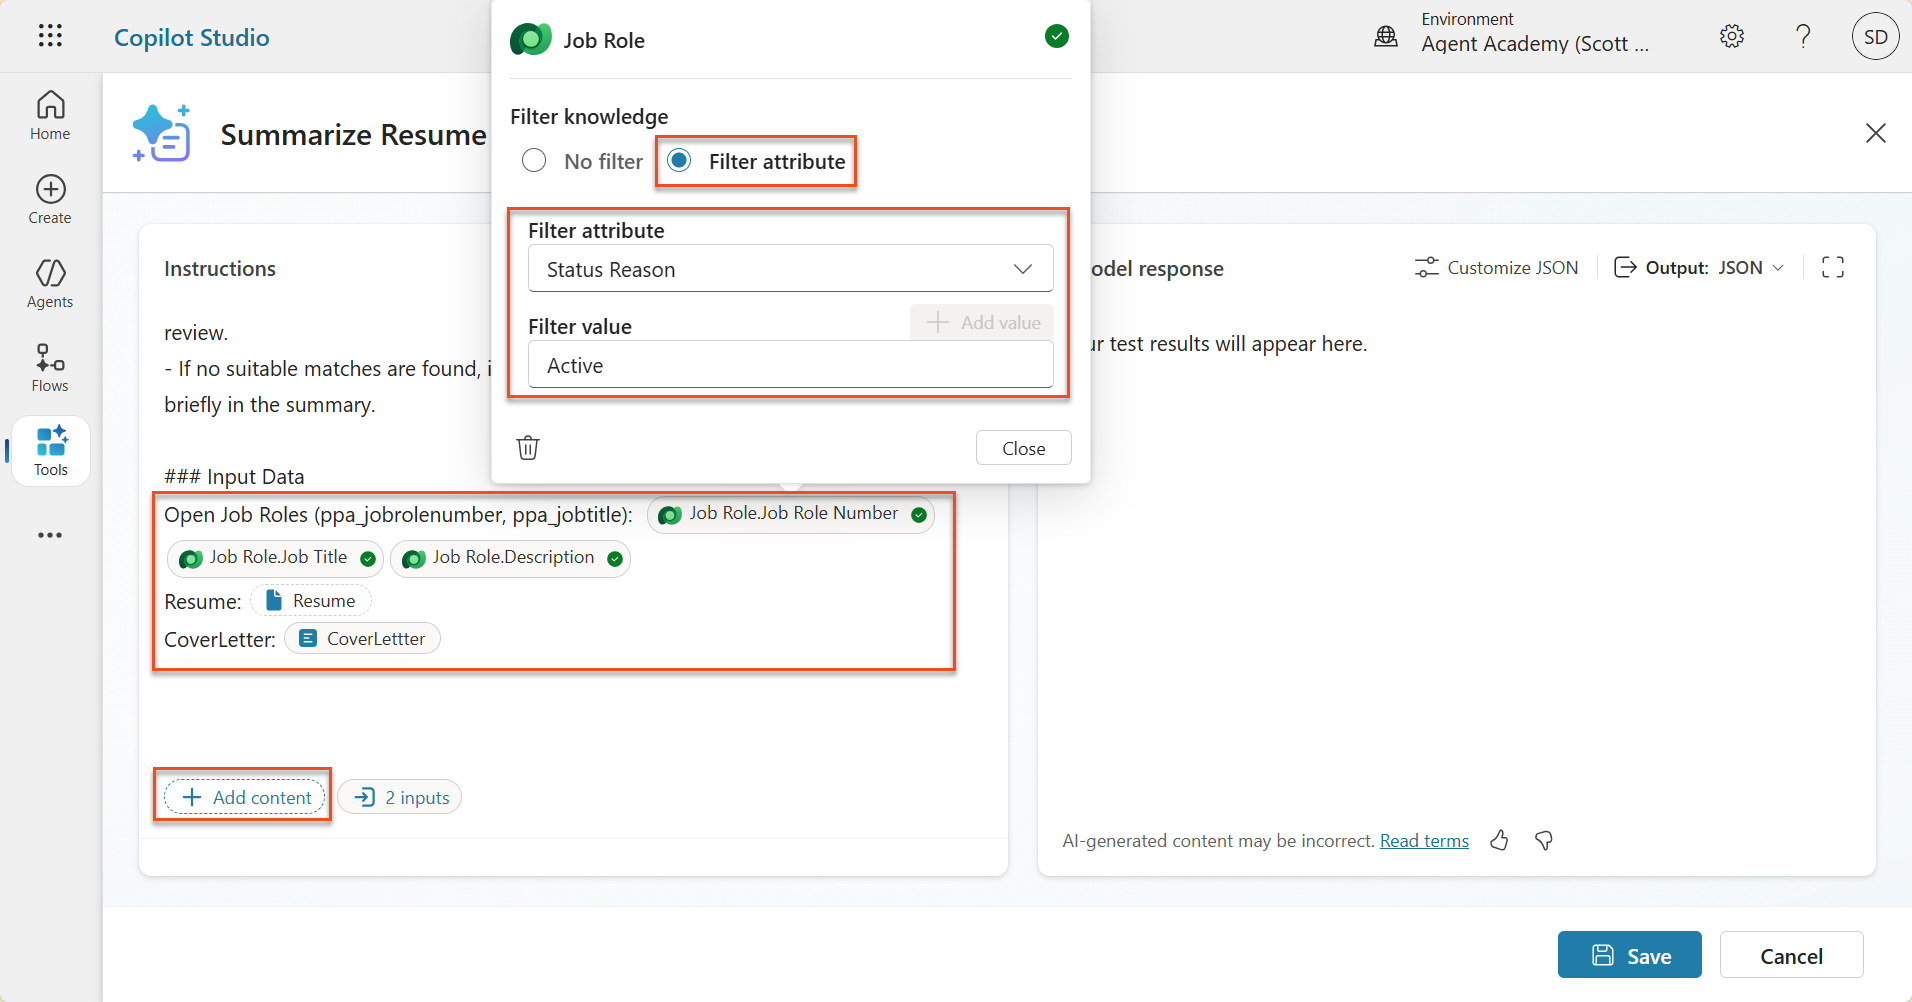 Copilot Studio
Environment
Agent Academy (Scott ...
SD
Home
Create
Agents
Flows
Tools
Summarize Resume
Job Role
Filter knowledge
No filter
Filter attribute
Filter attribute
Status Reason
Filter value
Add value
Active
Close
Instructions
review.
- If no suitable matches are found, i
briefly in the summary.
### Input Data
Open Job Roles (ppa_jobrolenumber, ppa_jobtitle): Job Role.Job Role Number
Job Role.Job Title Job Role.Description
Resume: Resume
CoverLetter: CoverLettter
Add content
2 inputs
odel response
Customize JSON
Output: JSON
ur test results will appear here.
AI-generated content may be incorrect. Read terms
Save
Cancel